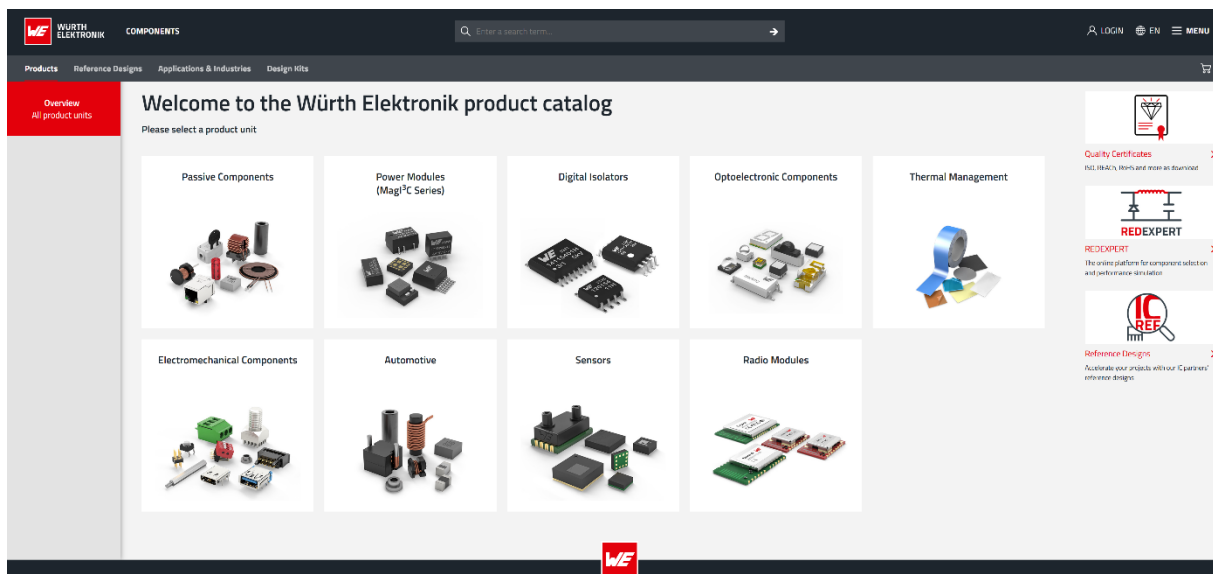 WE WÜRTH
ELEKTRONIK
COMPONENTS
Enter a search term...
LOGIN EN MENU
Products Reference Designs Applications & Industries Design Kits
Overview
All product units
Welcome to the Würth Elektronik product catalog
Please select a product unit
Passive Components
Power Modules
(MagI³C Series)
Digital Isolators
Optoelectronic Components
Thermal Management
Electromechanical Components
Automotive
Sensors
Radio Modules
Quality Certificates
ISO, REACh, RoHS and more as download
REDEXPERT
REDEXPERT
The online platform for component selection
and performance simulation
IC
REF
Reference Designs
Accelerate your projects with our IC partners'
reference designs
WE